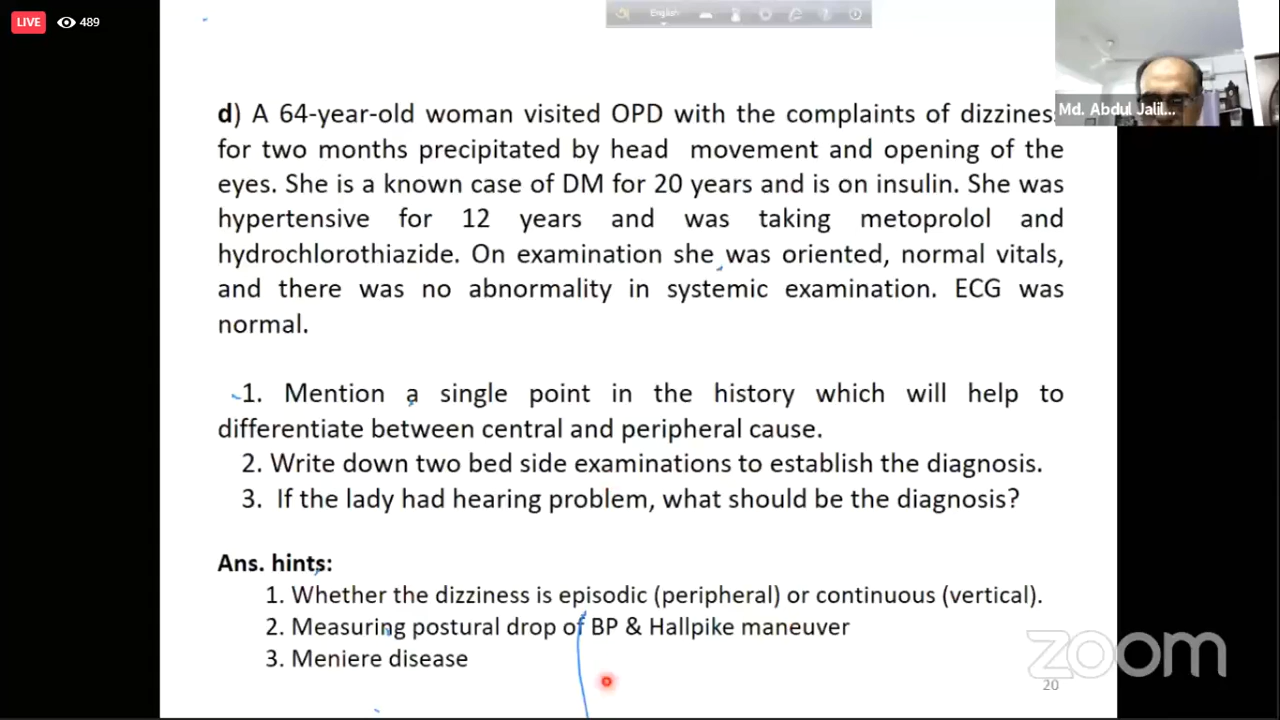 LIVE 489
English
Md. Abdul Jalil...
d) A 64-year-old woman visited OPD with the complaints of dizziness
for two months precipitated by head movement and opening of the
eyes. She is a known case of DM for 20 years and is on insulin. She was
hypertensive for 12 years and was taking metoprolol and
hydrochlorothiazide. On examination she was oriented, normal vitals,
and there was no abnormality in systemic examination. ECG was
normal.
1. Mention a single point in the history which will help to
differentiate between central and peripheral cause.
2. Write down two bed side examinations to establish the diagnosis.
3. If the lady had hearing problem, what should be the diagnosis?
Ans. hints:
1. Whether the dizziness is episodic (peripheral) or continuous (vertical).
2. Measuring postural drop of BP & Hallpike maneuver
3. Meniere disease
zoom
20